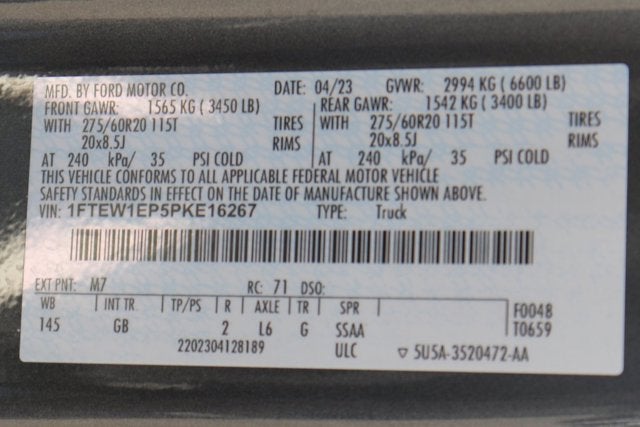 MFD. BY FORD MOTOR CO. DATE: 04/23 GVWR: 2994 KG ( 6600 LB)
FRONT GAWR: 1565 KG ( 3450 LB) REAR GAWR: 1542 KG ( 3400 LB)
WITH 275/60R20 115T TIRES WITH 275/60R20 115T TIRES
20x8.5J RIMS 20x8.5J RIMS
AT 240 kPa/ 35 PSI COLD AT 240 kPa/ 35 PSI COLD
THIS VEHICLE CONFORMS TO ALL APPLICABLE FEDERAL MOTOR VEHICLE
SAFETY STANDARDS IN EFFECT ON THE DATE OF MANUFACTURE SHOWN ABOVE.
VIN: 1FTEW1EP5PKE16267 TYPE: Truck
EXT PNT: M7 RC: 71 DSO:
WB INT TR TP/PS R AXLE TR SPR F0048
145 GB 2 L6 G SSAA T0659
2202304128189 ULC ▽ 5U5A-3520472-AA